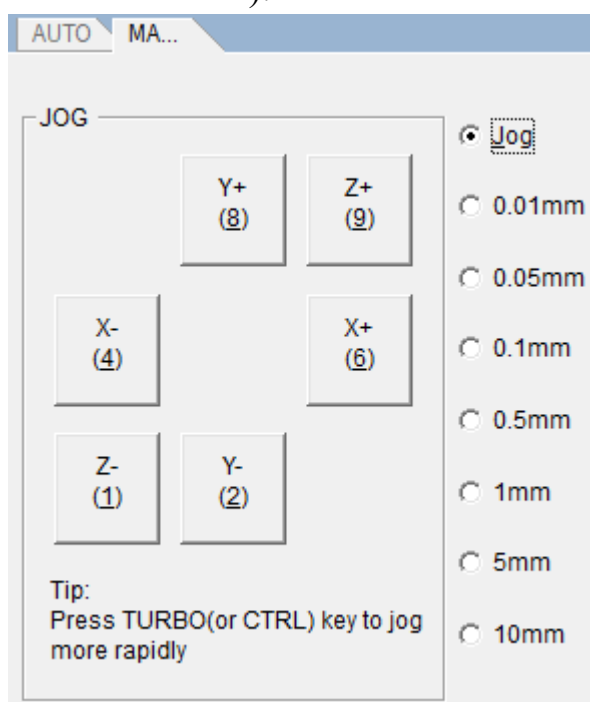 );
AUTO MA...
JOG
Y+
(8)
Z+
(9)
X-
(4)
X+
(6)
Z-
(1)
Y-
(2)
Tip:
Press TURBO(or CTRL) key to jog
more rapidly
Jog
0.01mm
0.05mm
0.1mm
0.5mm
1mm
5mm
10mm